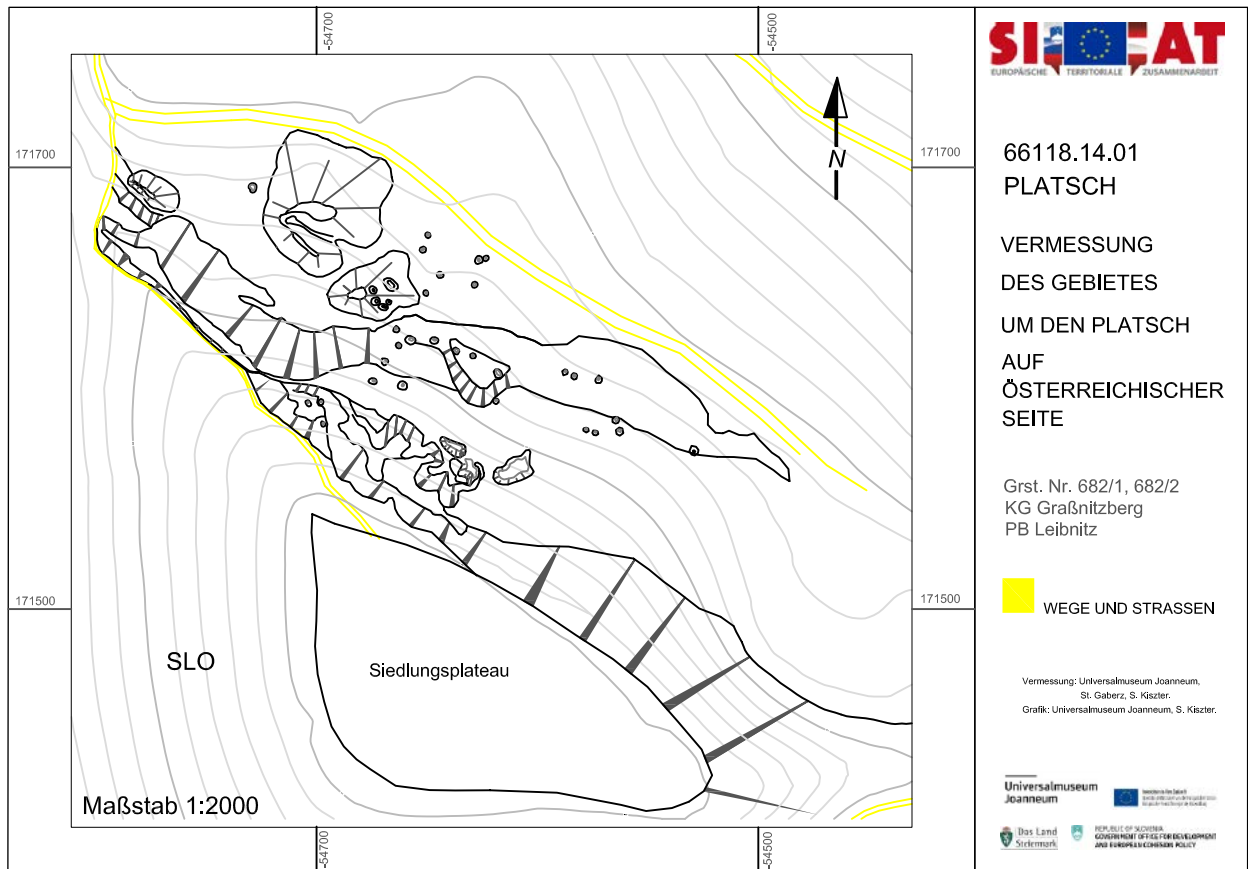 -54700
-54500
171700
171700
N
171500
171500
SLO
Siedlungsplateau
Maßstab 1:2000
-54700
-54500
SI AT
EUROPÄISCHE TERRITORIALE ZUSAMMENARBEIT
66118.14.01
PLATSCH
VERMESSUNG
DES GEBIETES
UM DEN PLATSCH
AUF
ÖSTERREICHISCHER
SEITE
Grst. Nr. 682/1, 682/2
KG Graßnitzberg
PB Leibnitz
WEGE UND STRASSEN
Vermessung: Universalmuseum Joanneum,
St. Gaberz, S. Kiszter.
Grafik: Universalmuseum Joanneum, S. Kiszter.
Universalmuseum
Joanneum
Das Land
Steiermark
REPUBLIC OF SLOVENIA
GOVERNMENT OFFICE FOR DEVELOPMENT
AND EUROPEAN COHESION POLICY